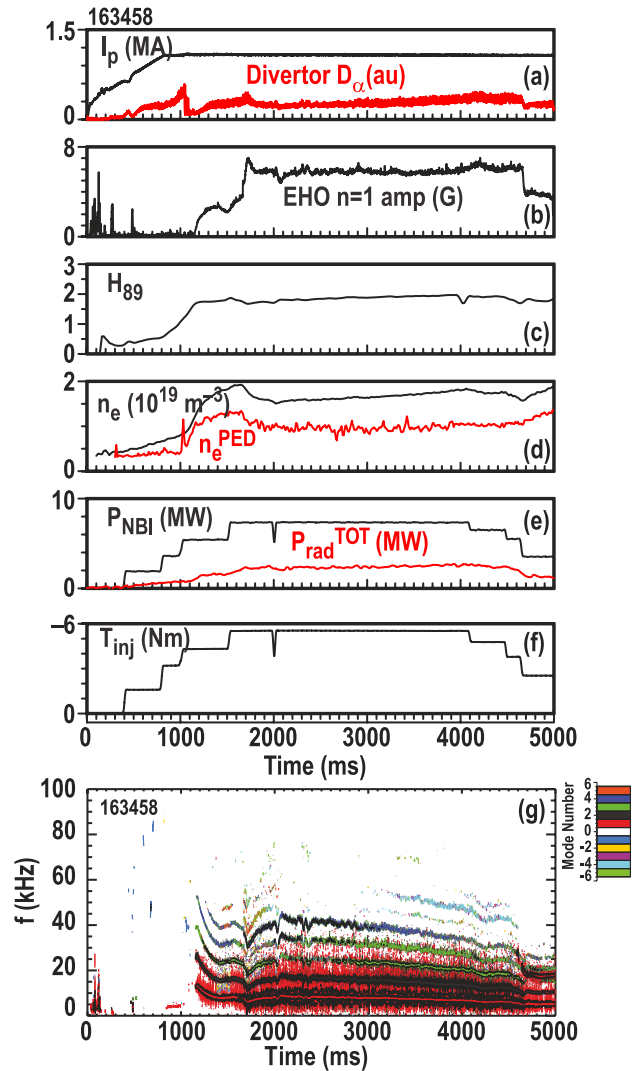 163458
1.5
I_p (MA)
Divertor D_α(au)
(a)
0
8
EHO n=1 amp (G)
(b)
0
3
H_89
2
1
(c)
0
2
n_e (10^19 m^−3)
1
n_e^PED
(d)
0
10
P_NBI (MW)
(e)
P_rad^TOT (MW)
0
−6
T_inj (Nm)
(f)
0
0 1000 2000 3000 4000 5000
Time (ms)
100
163458
(g)
80
60
40
20
0
f (kHz)
0 1000 2000 3000 4000 5000
Time (ms)
6
4
2
0
-2
-4
-6
Mode Number